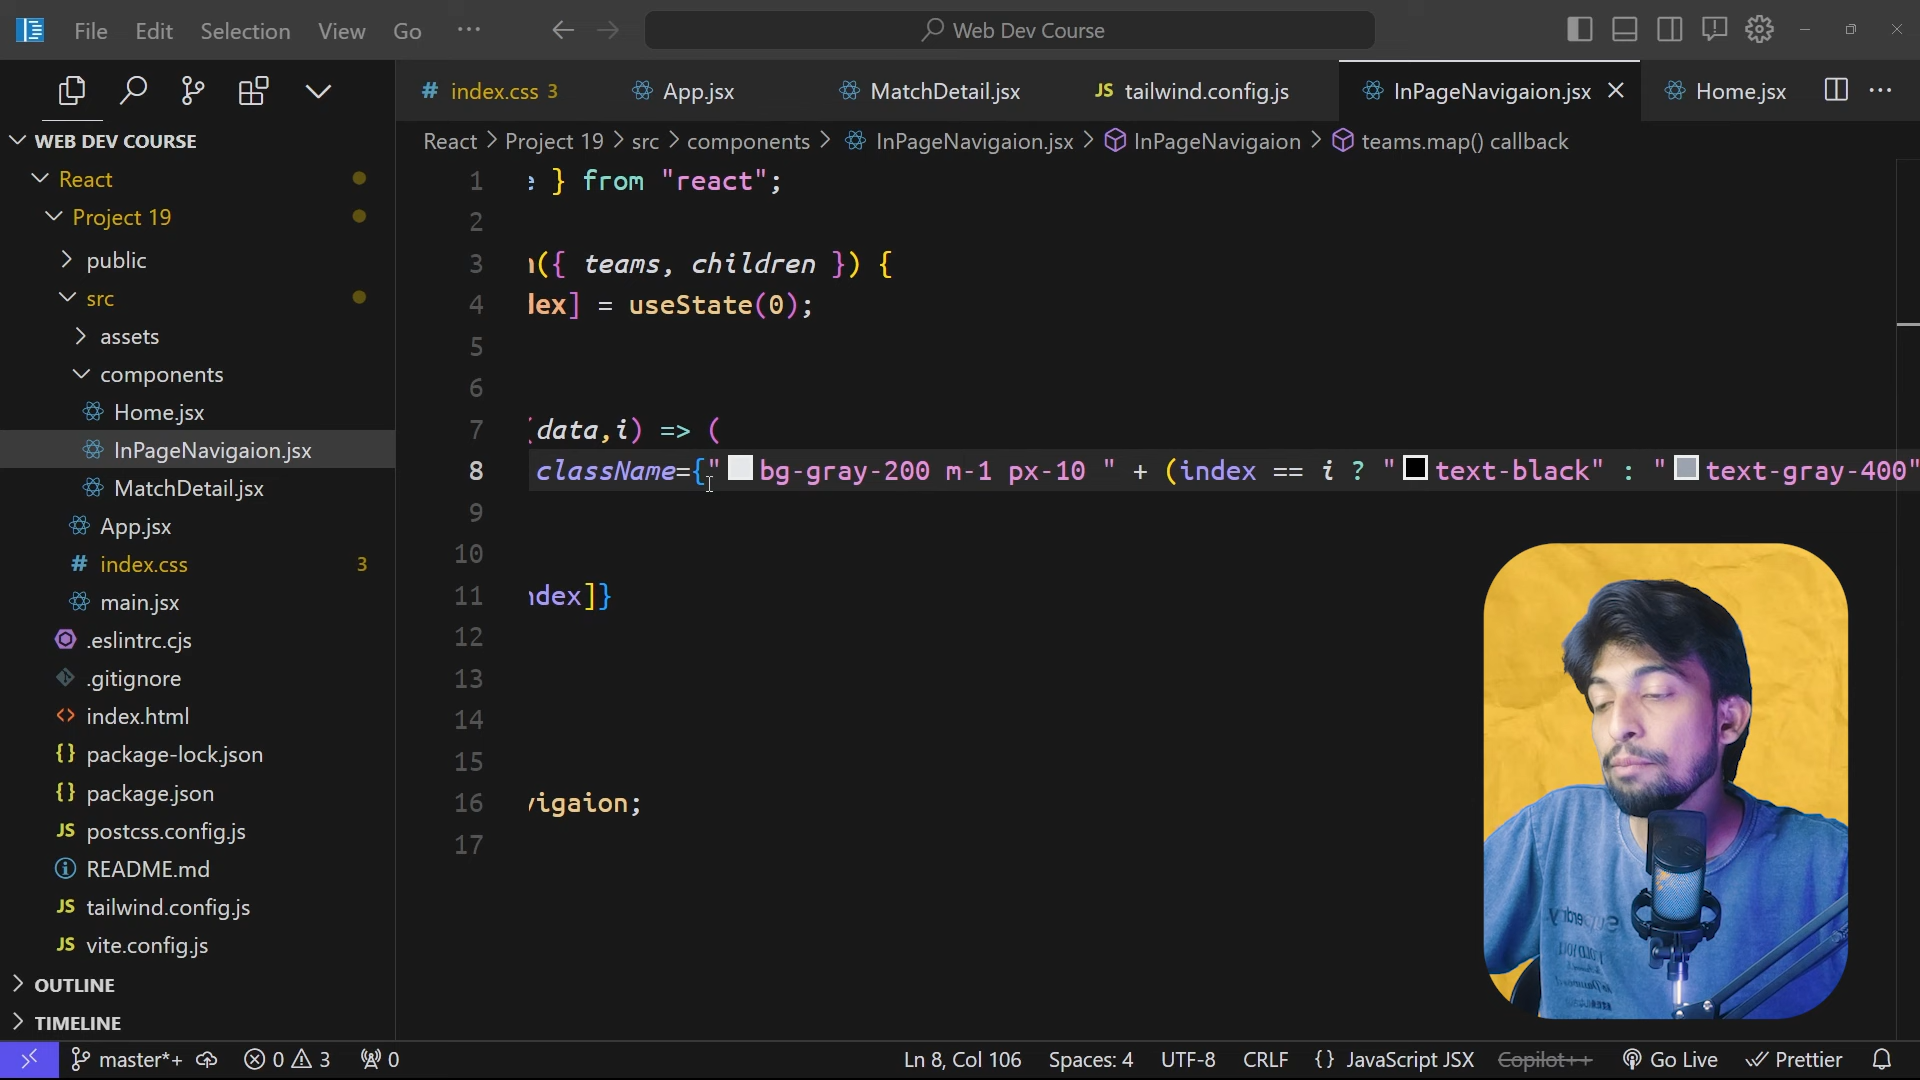 File Edit Selection View Go ··· Web Dev Course
index.css 3 App.jsx MatchDetail.jsx JS tailwind.config.js InPageNavigaion.jsx Home.jsx
WEB DEV COURSE
React > Project 19 > src > components > InPageNavigaion.jsx > InPageNavigaion > teams.map() callback
React
Project 19
public
src
assets
components
Home.jsx
InPageNavigaion.jsx
MatchDetail.jsx
App.jsx
# index.css 3
main.jsx
.eslintrc.cjs
.gitignore
<> index.html
{} package-lock.json
{} package.json
JS postcss.config.js
README.md
JS tailwind.config.js
JS vite.config.js
OUTLINE
TIMELINE
1 e } from "react";
2
3 ({ teams, children }) {
4 dex] = useState(0);
5
6
7 (data,i) => (
8 className={" bg-gray-200 m-1 px-10 " + (index == i ? " text-black" : " text-gray-400"
9
10
11 ndex]}
12
13
14
15
16 vigaion;
17
master*+ 0 3 0 Ln 8, Col 106 Spaces: 4 UTF-8 CRLF {} JavaScript JSX Copilot++ Go Live Prettier